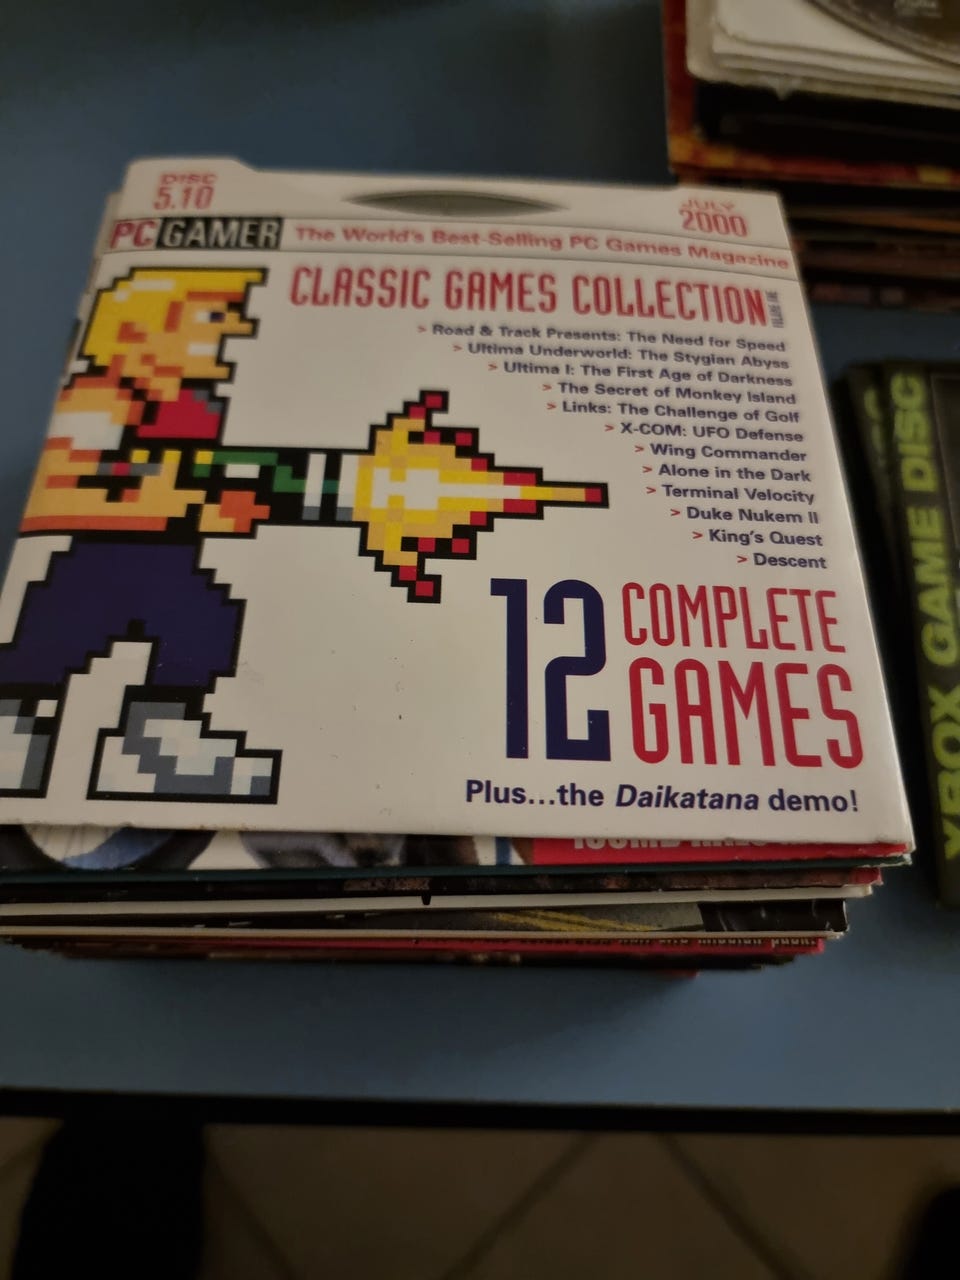 DISC
5.10
JULY
2000
PC GAMER The World's Best-Selling PC Games Magazine
CLASSIC GAMES COLLECTION
> Road & Track Presents: The Need for Speed
> Ultima Underworld: The Stygian Abyss
> Ultima I: The First Age of Darkness
> The Secret of Monkey Island
> Links: The Challenge of Golf
> X-COM: UFO Defense
> Wing Commander
> Alone in the Dark
> Terminal Velocity
> Duke Nukem II
> King's Quest
> Descent
12 COMPLETE
GAMES
Plus...the Daikatana demo!
XBOX GAME DISC